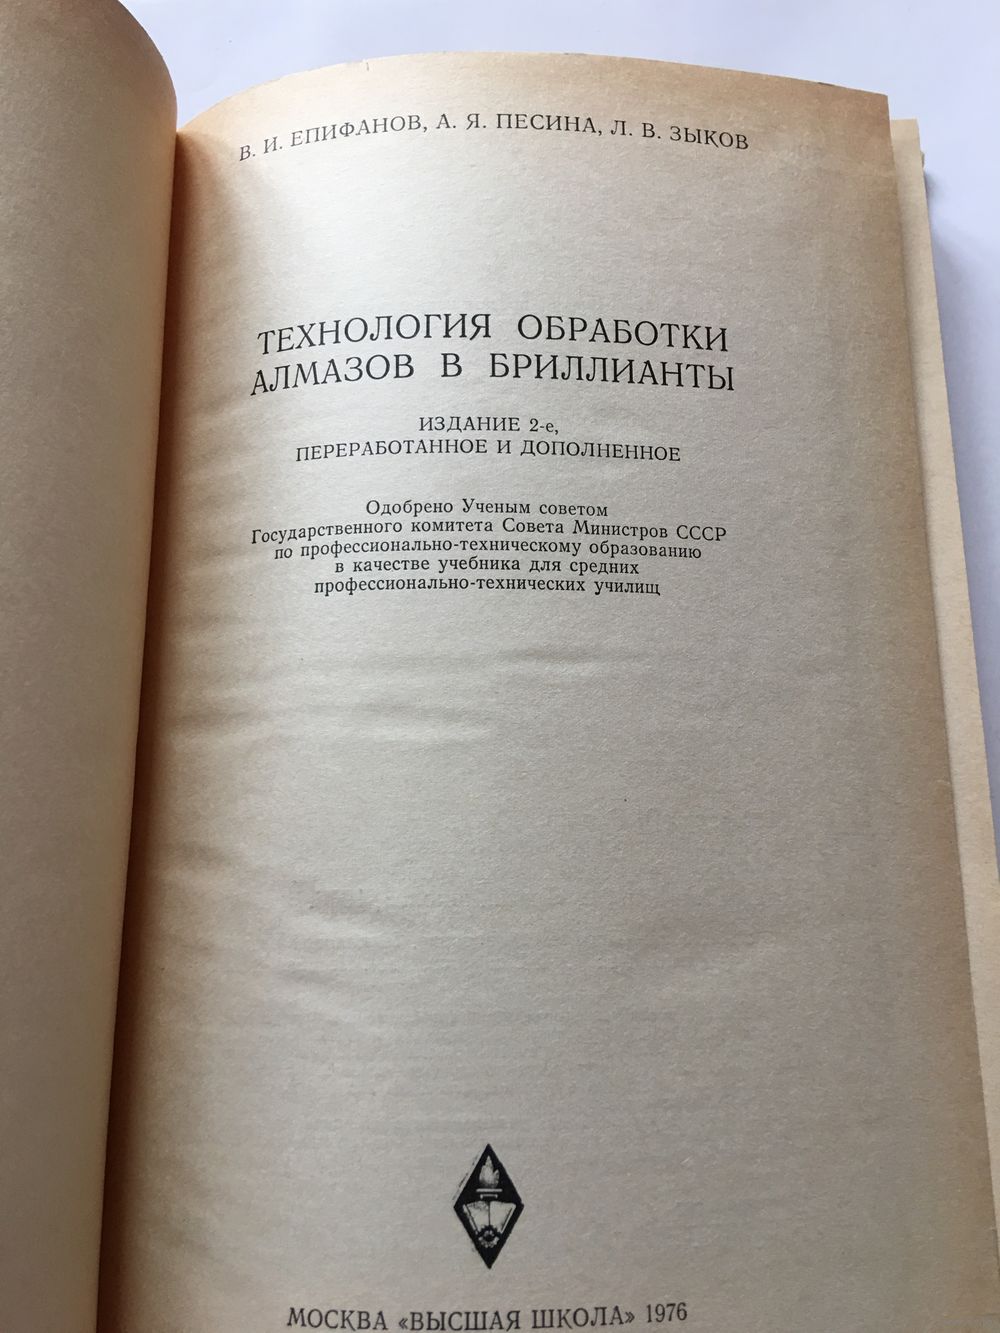 В. И. ЕПИФАНОВ, А. Я. ПЕСИНА, Л. В. ЗЫКОВ
ТЕХНОЛОГИЯ ОБРАБОТКИ
АЛМАЗОВ В БРИЛЛИАНТЫ
ИЗДАНИЕ 2-е,
ПЕРЕРАБОТАННОЕ И ДОПОЛНЕННОЕ
Одобрено Ученым советом
Государственного комитета Совета Министров СССР
по профессионально-техническому образованию
в качестве учебника для средних
профессионально-технических училищ
МОСКВА «ВЫСШАЯ ШКОЛА» 1976